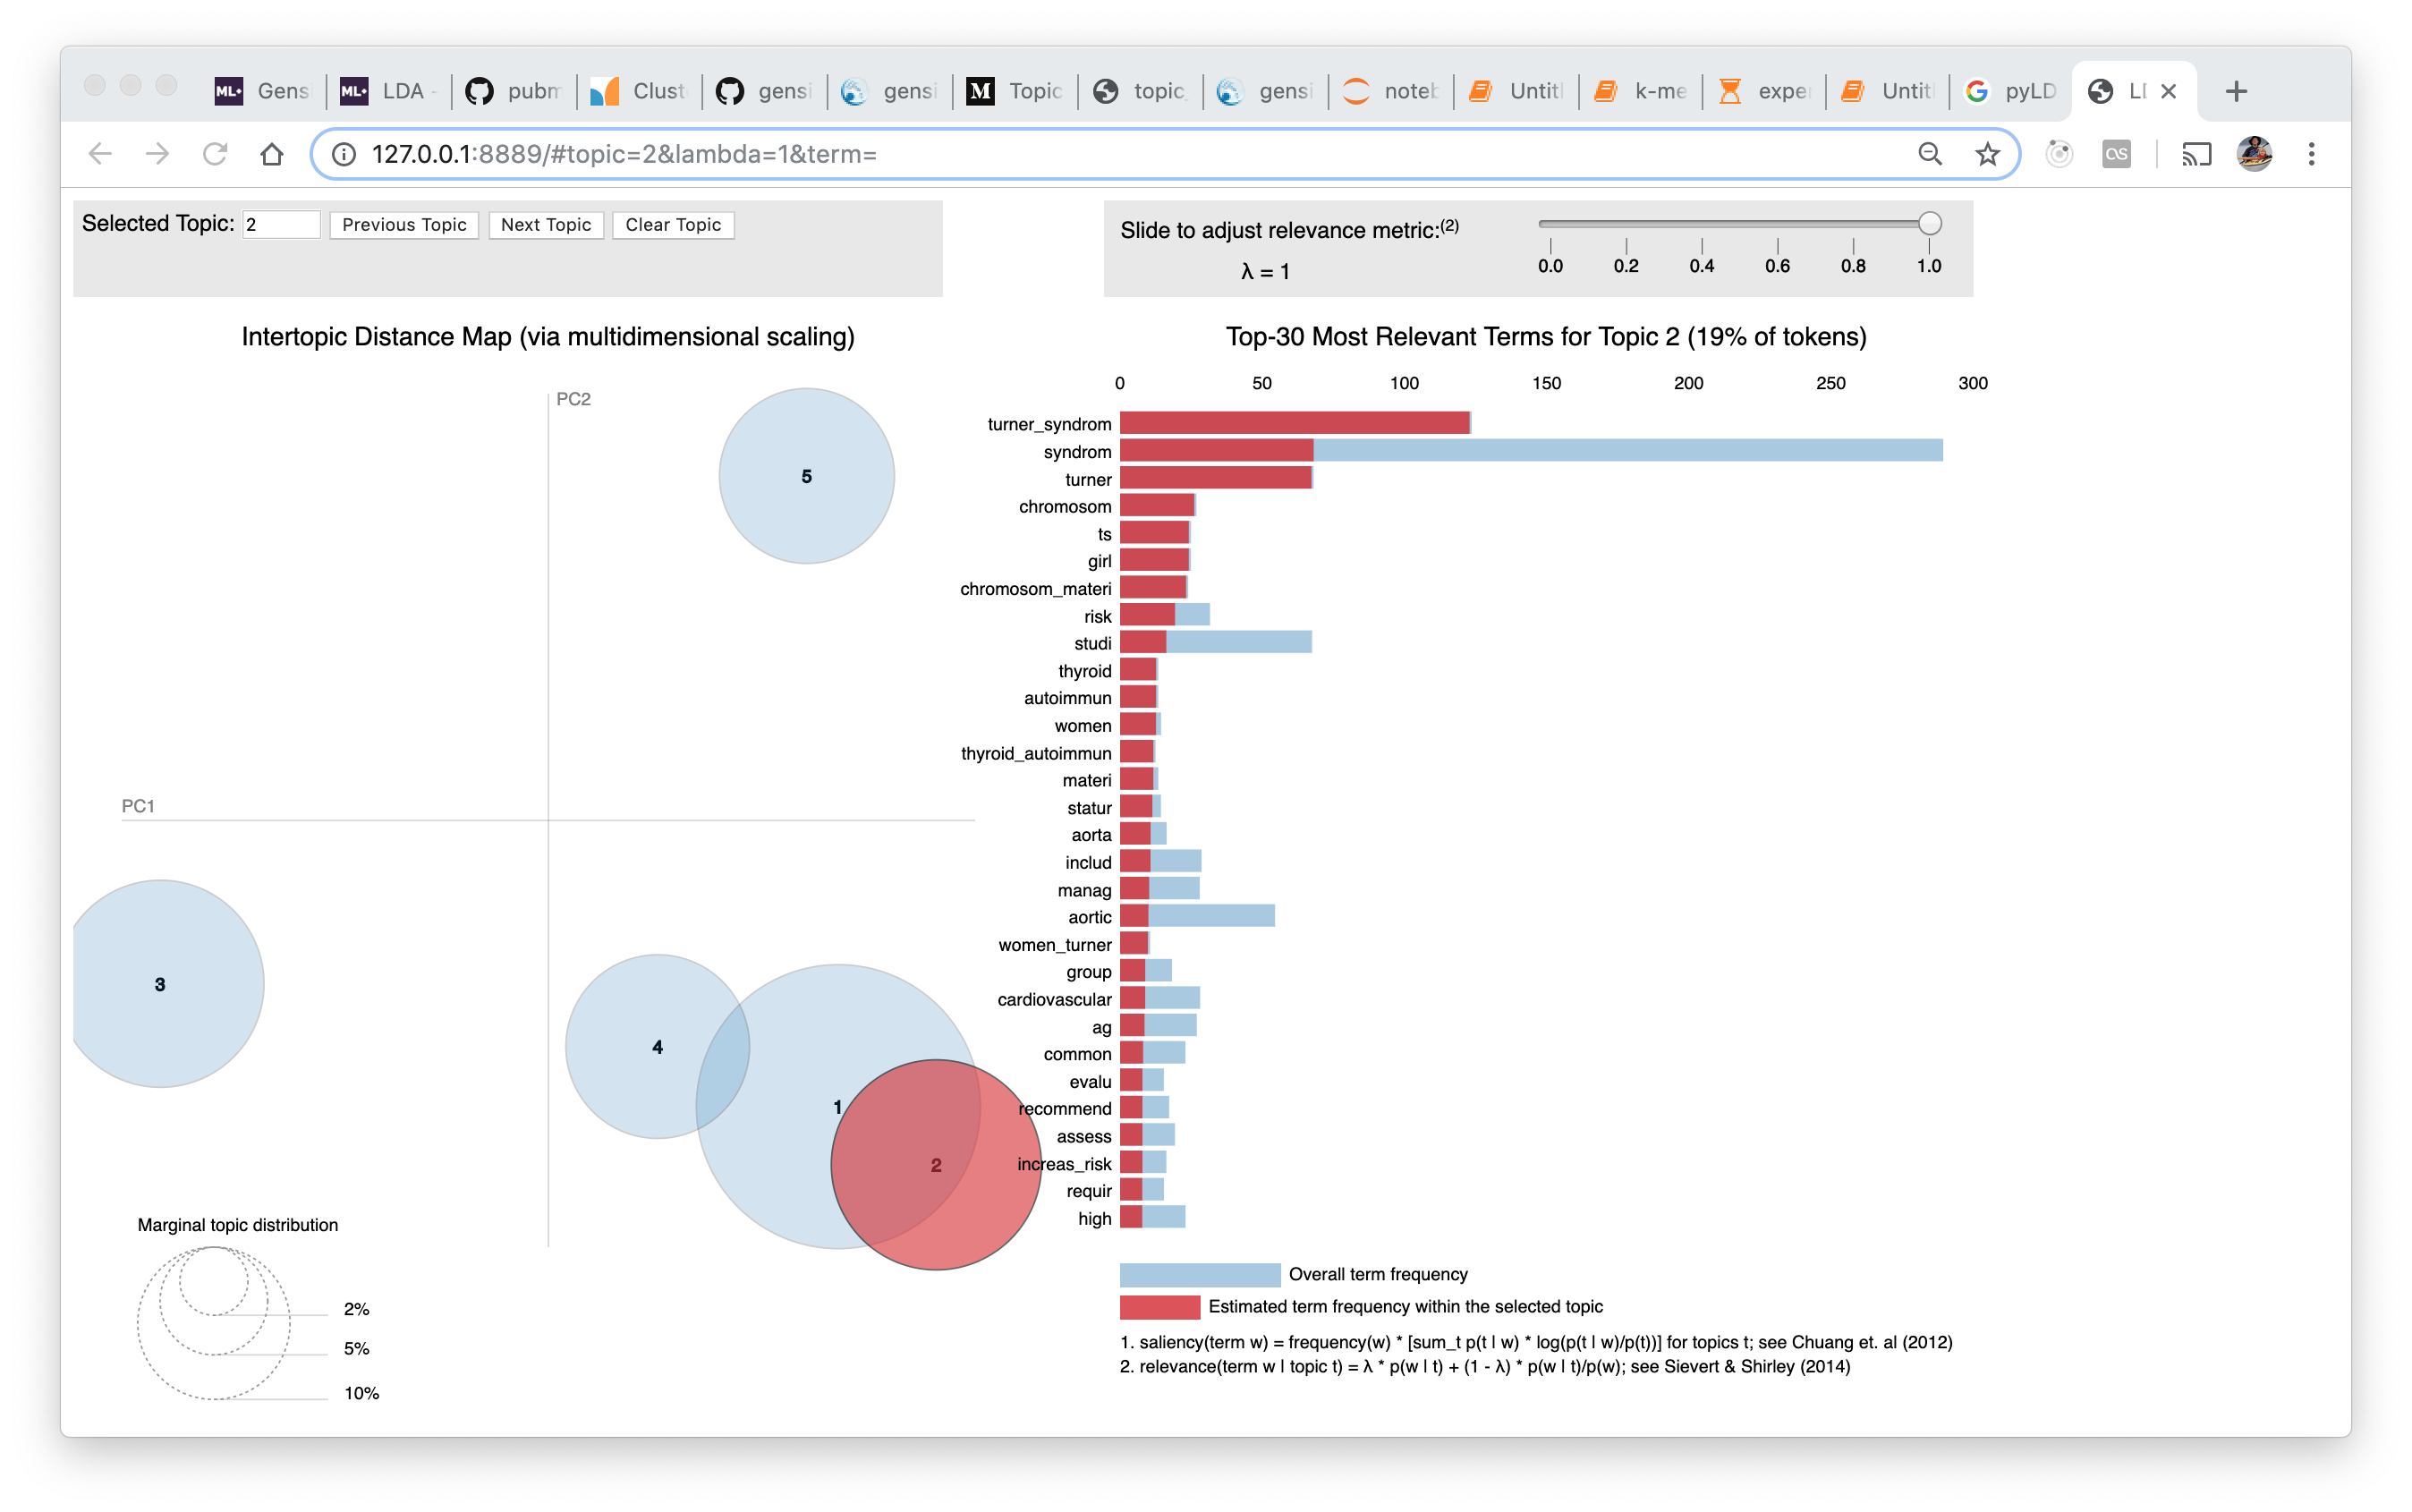 ML+ Gens ML+ LDA - pubm Clust gensi gensi M Topic topic_ gensi noteb Untitl k-me expe Untit G pyLD LD
127.0.0.1:8889/#topic=2&lambda=1&term=
Selected Topic: 2 Previous Topic Next Topic Clear Topic
Slide to adjust relevance metric:(2)
λ = 1
0.0 0.2 0.4 0.6 0.8 1.0
Intertopic Distance Map (via multidimensional scaling)
PC2
PC1
5
3
4
1
2
Marginal topic distribution
2%
5%
10%
Top-30 Most Relevant Terms for Topic 2 (19% of tokens)
0 50 100 150 200 250 300
turner_syndrom
syndrom
turner
chromosom
ts
girl
chromosom_materi
risk
studi
thyroid
autoimmun
women
thyroid_autoimmun
materi
statur
aorta
includ
manag
aortic
women_turner
group
cardiovascular
ag
common
evalu
recommend
assess
increas_risk
requir
high
Overall term frequency
Estimated term frequency within the selected topic
1. saliency(term w) = frequency(w) * [sum_t p(t | w) * log(p(t | w)/p(t))] for topics t; see Chuang et. al (2012)
2. relevance(term w | topic t) = λ * p(w | t) + (1 - λ) * p(w | t)/p(w); see Sievert & Shirley (2014)